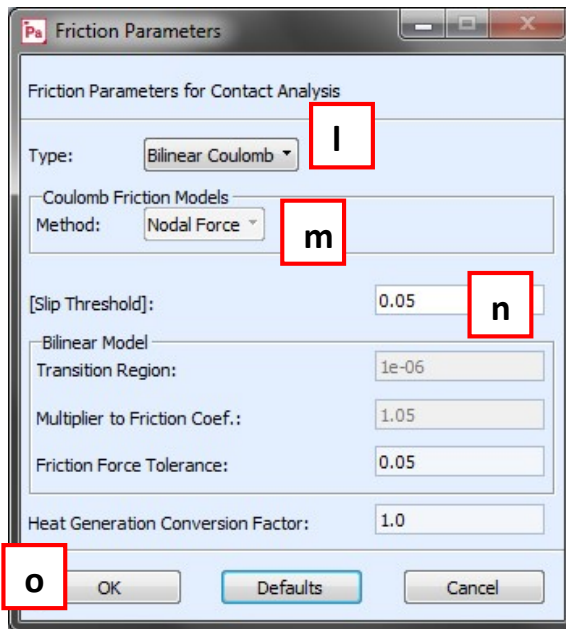 Pa Friction Parameters
Friction Parameters for Contact Analysis
Type: Bilinear Coulomb l
Coulomb Friction Models
Method: Nodal Force m
[Slip Threshold]: 0.05 n
Bilinear Model
Transition Region: 1e-06
Multiplier to Friction Coef.: 1.05
Friction Force Tolerance: 0.05
Heat Generation Conversion Factor: 1.0
o OK Defaults Cancel